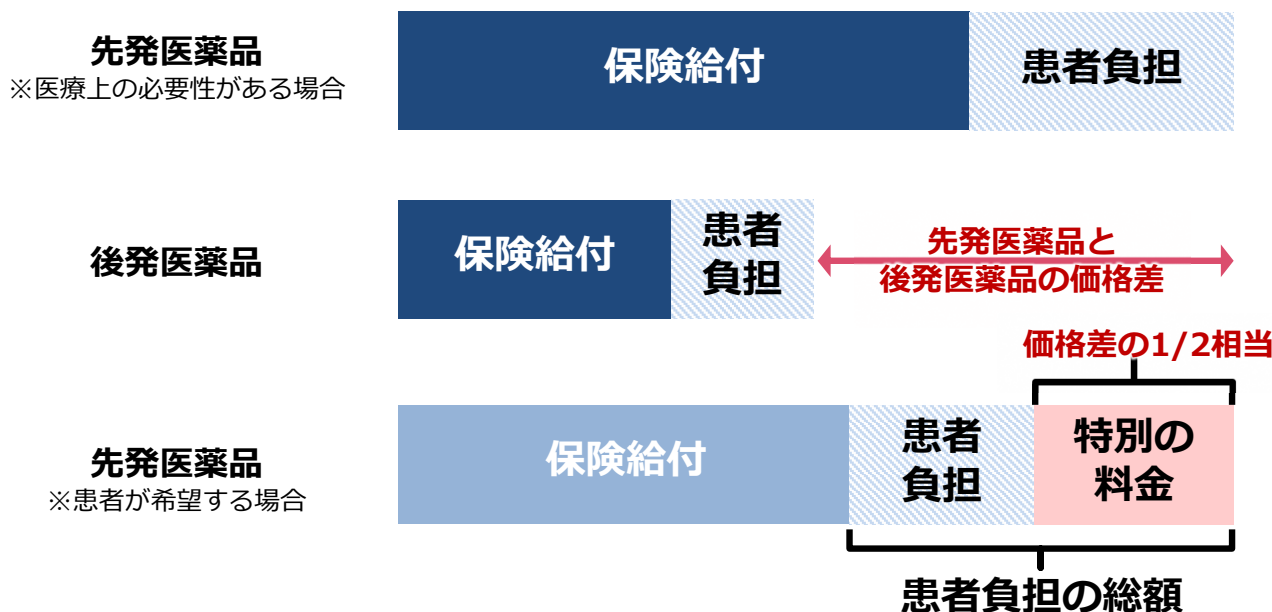 先発医薬品
※医療上の必要性がある場合
保険給付
患者負担
後発医薬品
保険給付
患者
負担
先発医薬品と
後発医薬品の価格差
価格差の1/2相当
先発医薬品
※患者が希望する場合
保険給付
患者
負担
特別の
料金
患者負担の総額